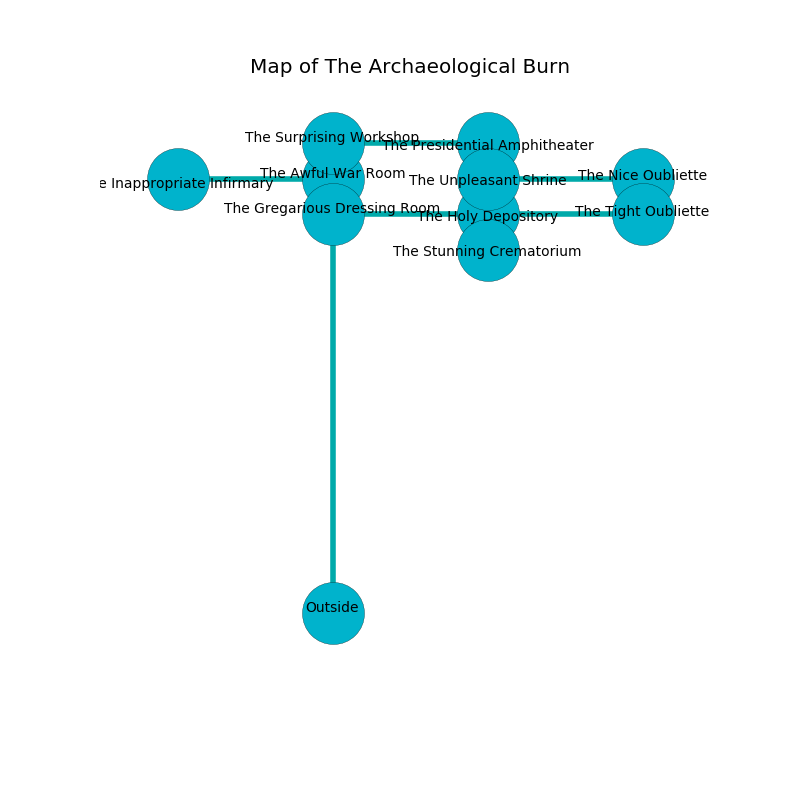 Map of The Archaeological Burn
The Surprising Workshop
The Presidential Amphitheater
The Awful War Room
The Nice Oubliette
The Unpleasant Shrine
e Inappropriate Infirmary
The Gregarious Dressing Room
The Tight Oubliette
The Holy Depository
The Stunning Crematorium
Outside